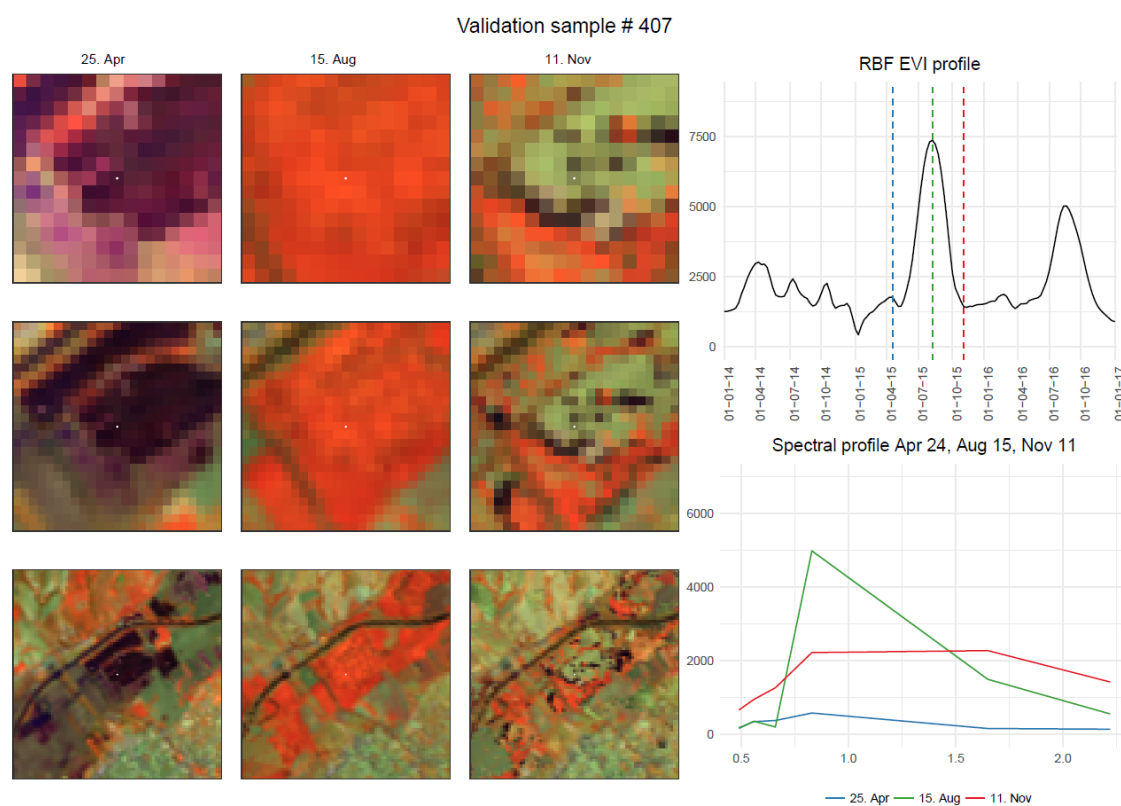 Validation sample # 407
25. Apr
15. Aug
11. Nov
RBF EVI profile
7500
5000
2500
0
01-01-14
01-04-14
01-07-14
01-10-14
01-01-15
01-04-15
01-07-15
01-10-15
01-01-16
01-04-16
01-07-16
01-10-16
01-01-17
Spectral profile Apr 24, Aug 15, Nov 11
6000
4000
2000
0
0.5
1.0
1.5
2.0
25. Apr
15. Aug
11. Nov